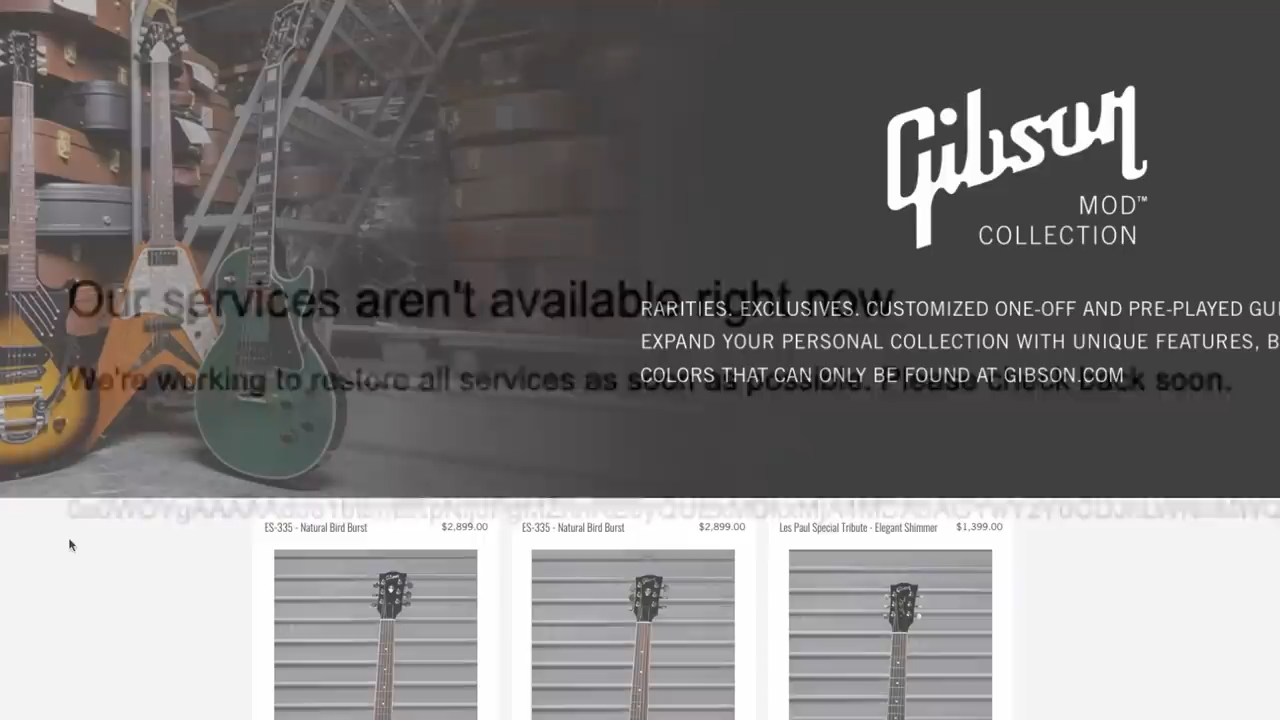 Gibson
MOD™
COLLECTION
Our services aren't available right now
RARITIES. EXCLUSIVES. CUSTOMIZED ONE-OFF AND PRE-PLAYED GUI
EXPAND YOUR PERSONAL COLLECTION WITH UNIQUE FEATURES, B
We're working to restore all services as soon as possible. Please check back soon.
COLORS THAT CAN ONLY BE FOUND AT GIBSON.COM
ES-335 - Natural Bird Burst $2,899.00 ES-335 - Natural Bird Burst $2,899.00 Les Paul Special Tribute - Elegant Shimmer $1,399.00